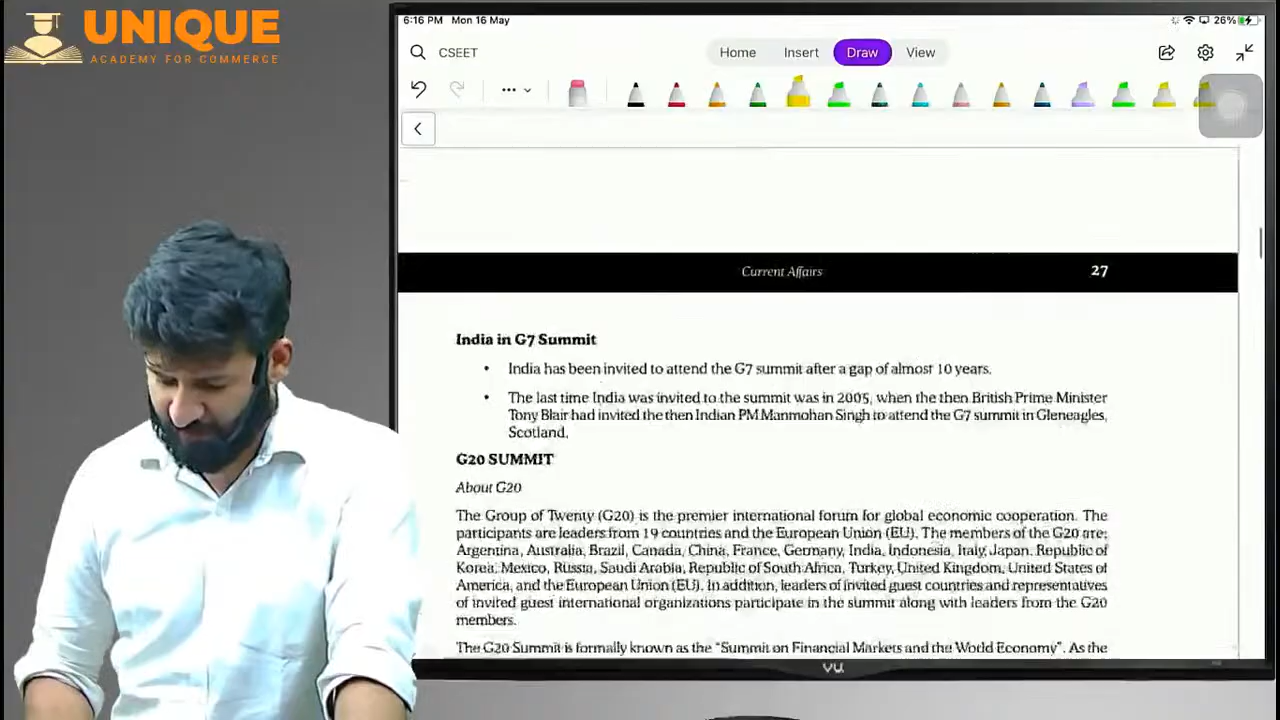 UNIQUE
ACADEMY FOR COMMERCE
6:16 PM Mon 16 May
26%
CSEET
Home Insert Draw View
Current Affairs 27
India in G7 Summit
• India has been invited to attend the G7 summit after a gap of almost 10 years.
• The last time India was invited to the summit was in 2005, when the then British Prime Minister
Tony Blair had invited the then Indian PM Manmohan Singh to attend the G7 summit in Gleneagles,
Scotland.
G20 SUMMIT
About G20
The Group of Twenty (G20) is the premier international forum for global economic cooperation. The
participants are leaders from 19 countries and the European Union (EU). The members of the G20 are:
Argentina, Australia, Brazil, Canada, China, France, Germany, India, Indonesia, Italy, Japan, Republic of
Korea, Mexico, Russia, Saudi Arabia, Republic of South Africa, Turkey, United Kingdom, United States of
America, and the European Union (EU). In addition, leaders of invited guest countries and representatives
of invited guest international organizations participate in the summit along with leaders from the G20
members.
The G20 Summit is formally known as the "Summit on Financial Markets and the World Economy". As the
vu